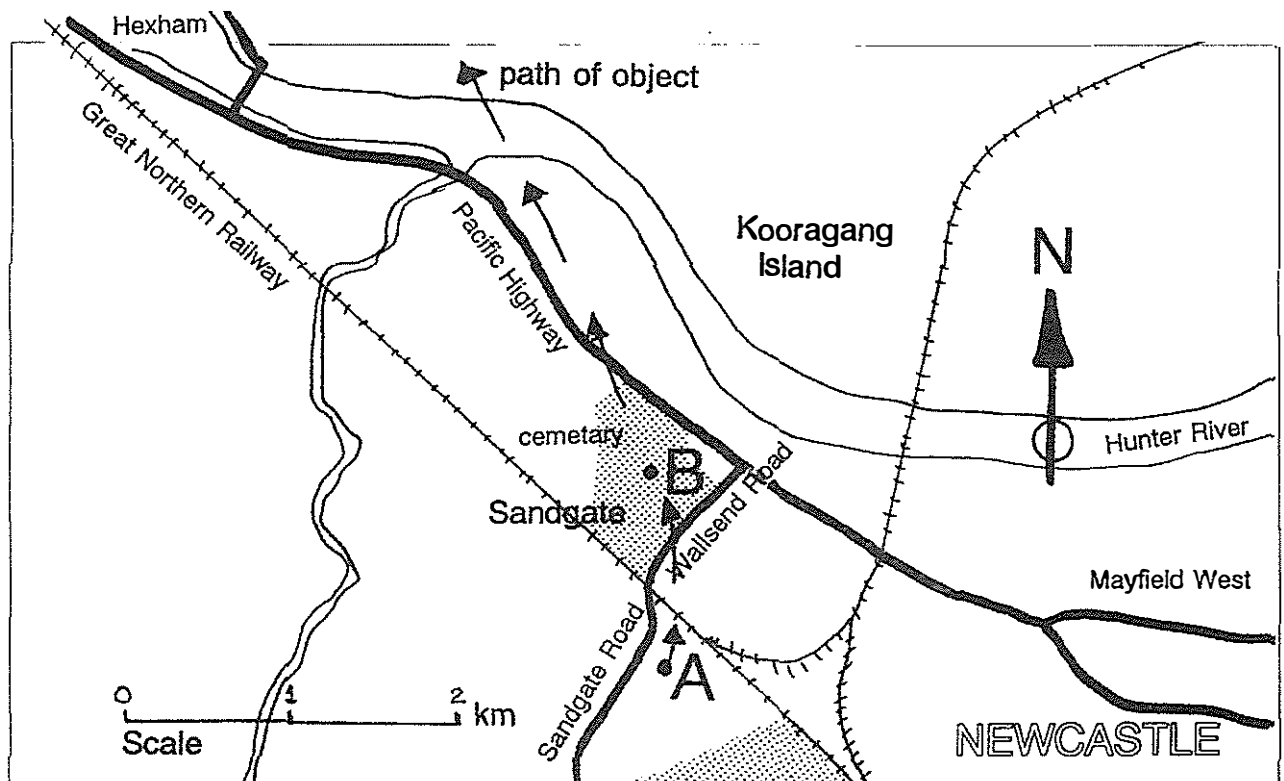 Hexham
path of object
Great Northern Railway
Pacific Highway
Kooragang
Island
N
Hunter River
cemetary
B
Sandgate
Wallsend Road
Mayfield West
Sandgate Road
A
0 1 2 km
Scale
NEWCASTLE